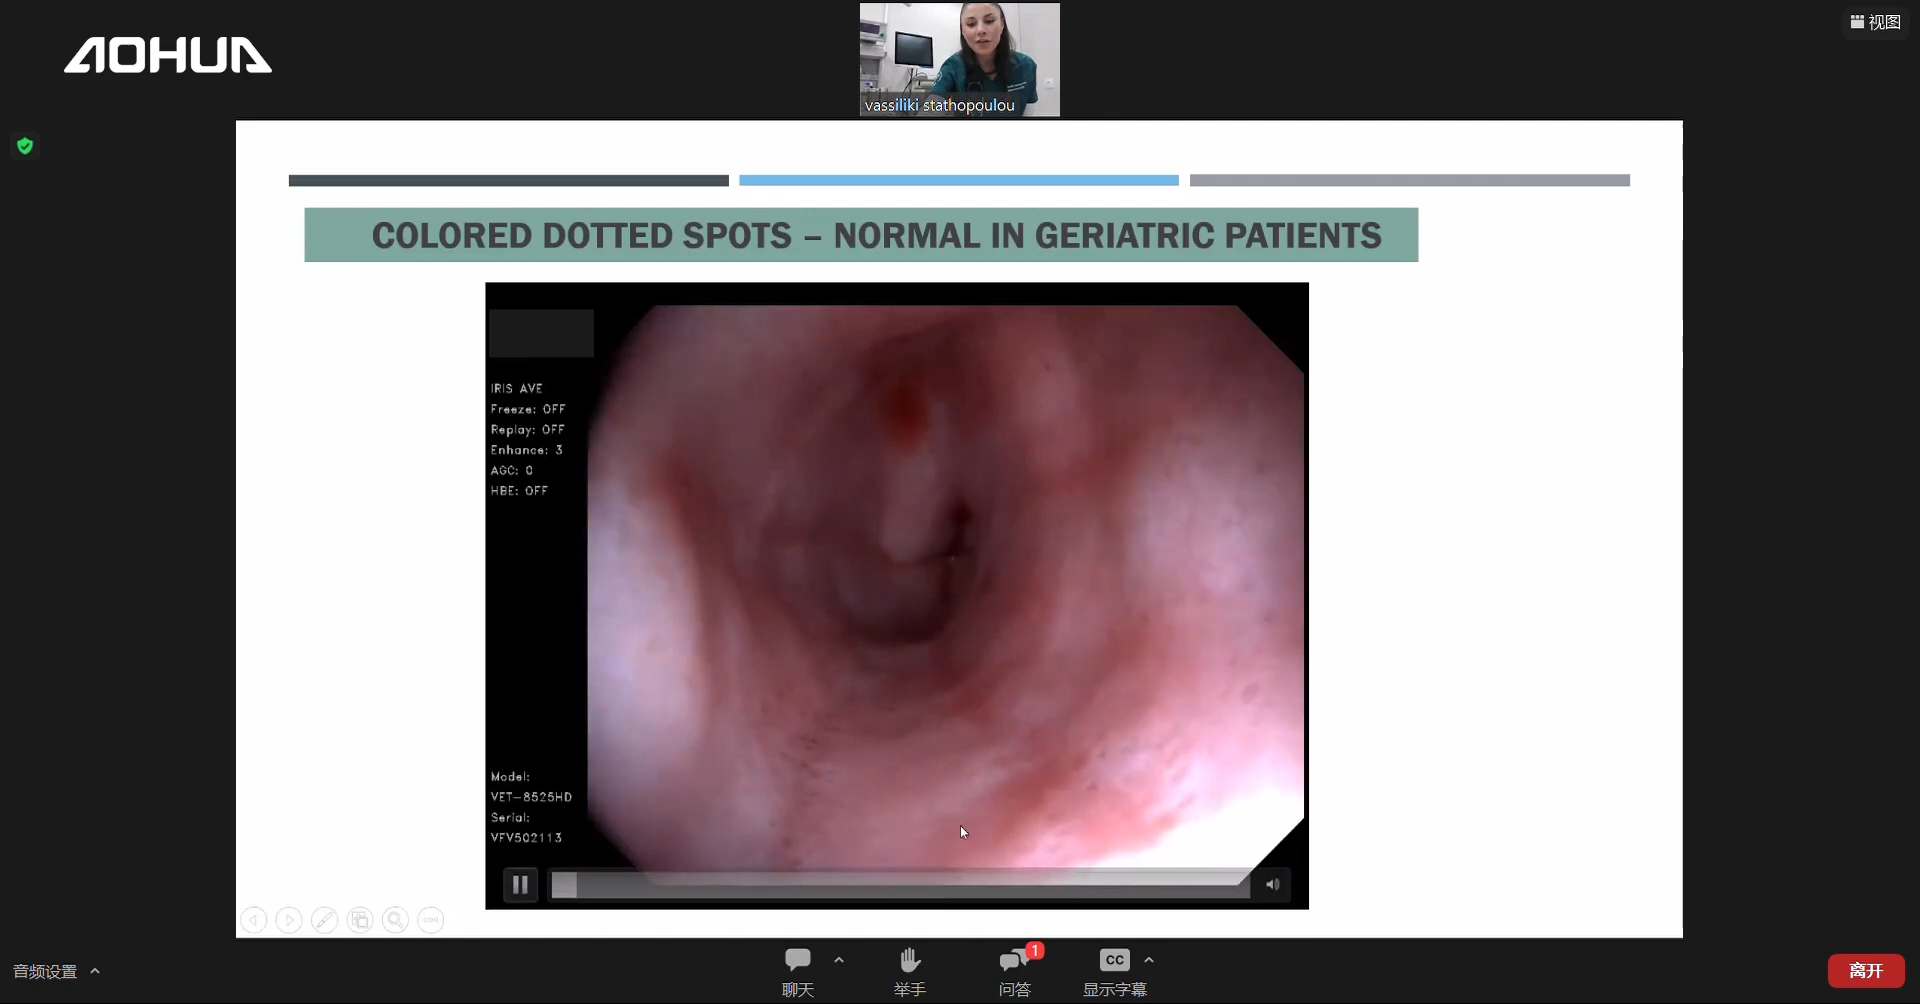 AOHUA
vassiliki stathopoulou
视图
COLORED DOTTED SPOTS – NORMAL IN GERIATRIC PATIENTS
IRIS AVE
Freeze: OFF
Replay: OFF
Enhance: 3
AGC: 0
HBE: OFF
Model:
VET-8525HD
Serial:
VFV502113
音频设置
聊天
举手
1
问答
CC
显示字幕
离开